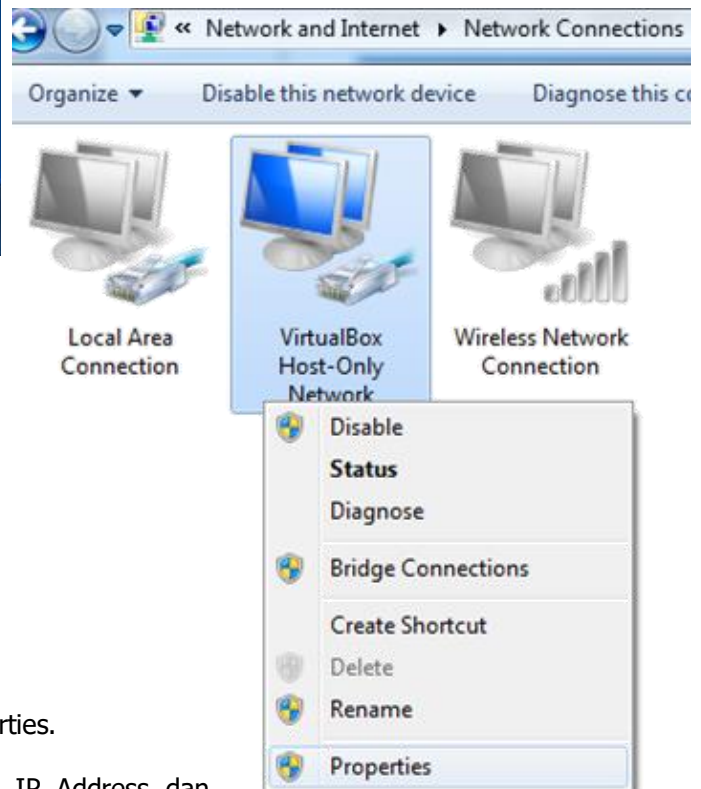 « Network and Internet ▸ Network Connections
Organize ▾ Disable this network device Diagnose this
Local Area
Connection
VirtualBox
Host-Only
Network
Wireless Network
Connection
Disable
Status
Diagnose
Bridge Connections
Create Shortcut
Delete
Rename
Properties
rties.
IP Address dan